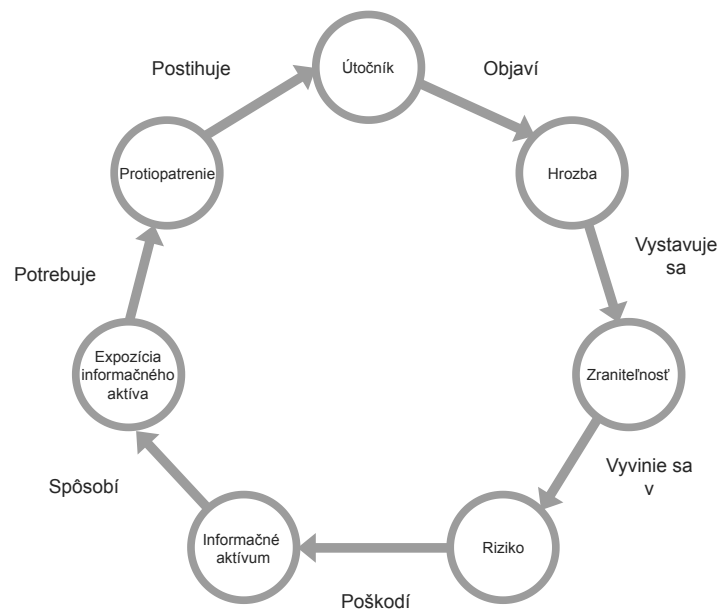 Postihuje
Útočník
Objaví
Protiopatrenie
Hrozba
Vystavuje
sa
Potrebuje
Expozícia
informačného
aktíva
Zraniteľnosť
Vyvinie sa
v
Spôsobí
Informačné
aktívum
Riziko
Poškodí